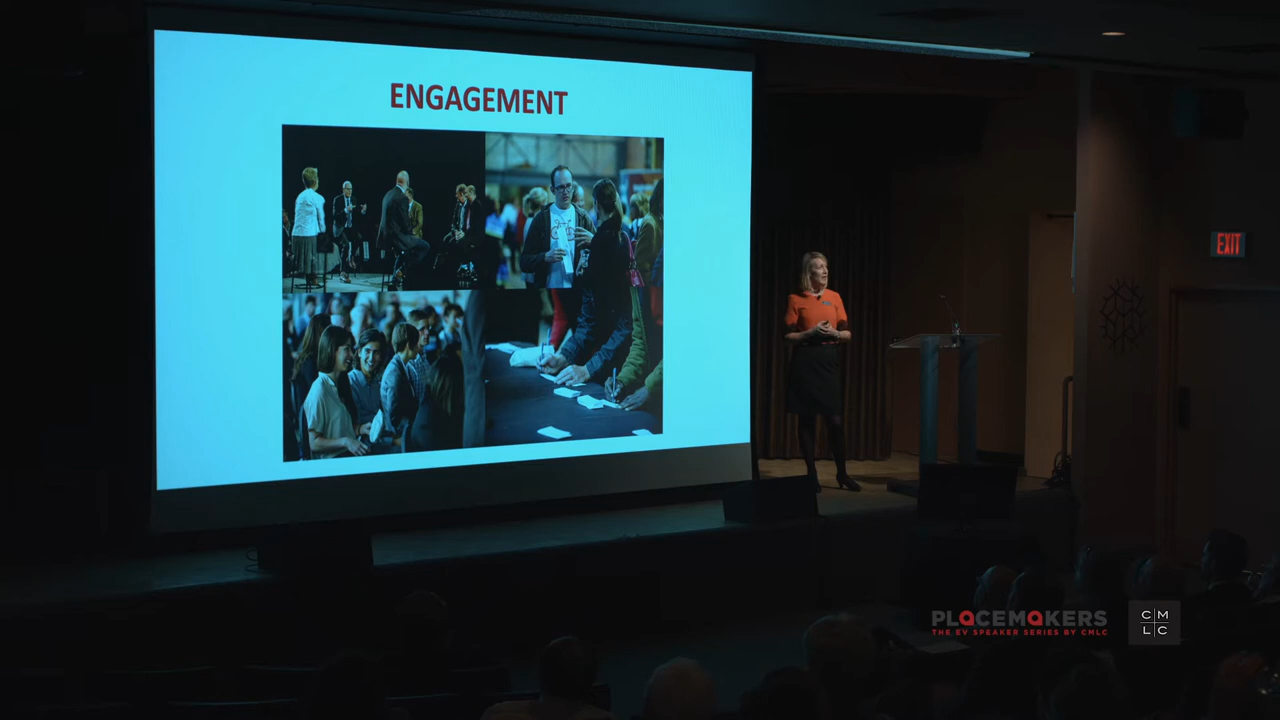 ENGAGEMENT
EXIT
PLACEMAKERS
THE EV SPEAKER SERIES BY CMLC
CM
LC